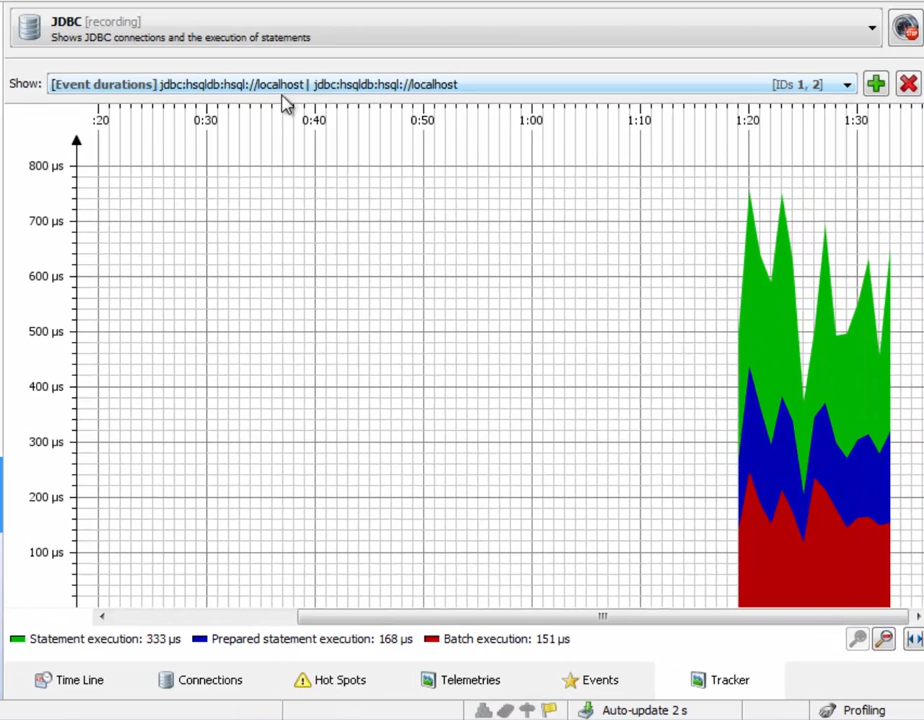 JDBC [recording]
Shows JDBC connections and the execution of statements
Show: [Event durations] jdbc:hsqldb:hsql://localhost | jdbc:hsqldb:hsql://localhost [IDs 1, 2]
:20 0:30 0:40 0:50 1:00 1:10 1:20 1:30
800 µs
700 µs
600 µs
500 µs
400 µs
300 µs
200 µs
100 µs
Statement execution: 333 µs Prepared statement execution: 168 µs Batch execution: 151 µs
Time Line Connections Hot Spots Telemetries Events Tracker
Auto-update 2 s Profiling